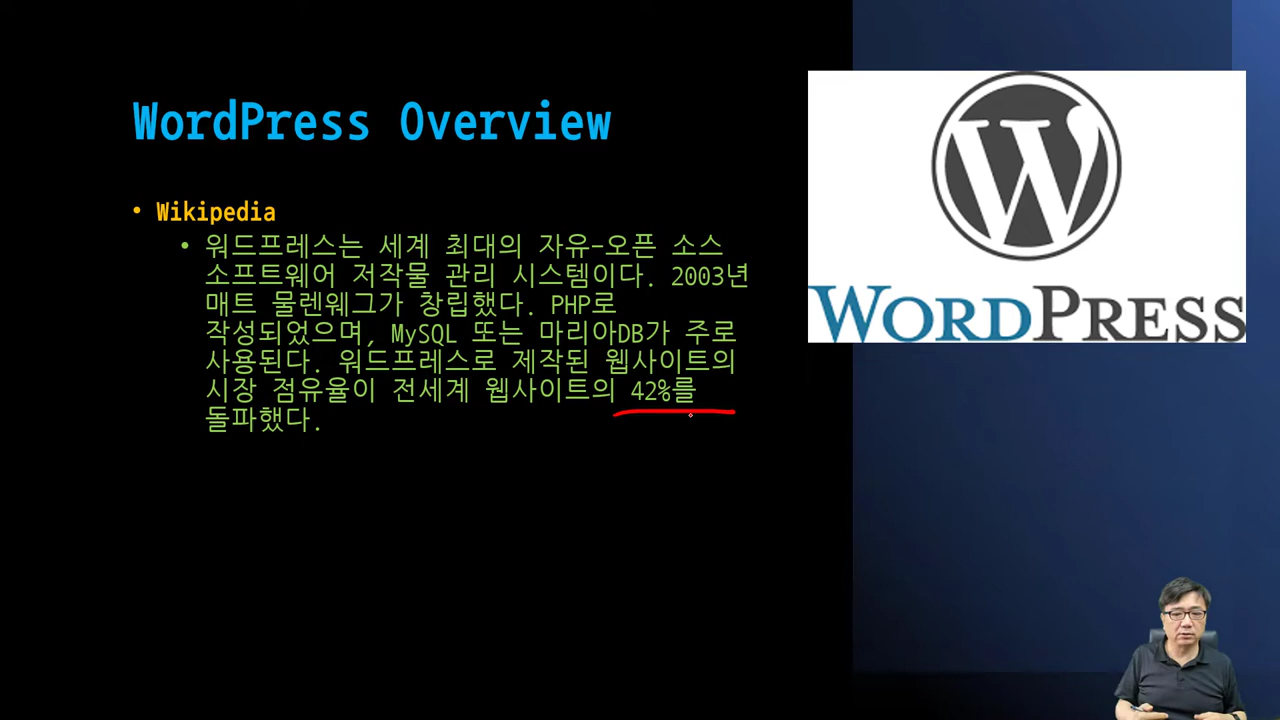 WordPress Overview
• Wikipedia
• 워드프레스는 세계 최대의 자유-오픈 소스
소프트웨어 저작물 관리 시스템이다. 2003년
매트 물렌웨그가 창립했다. PHP로
작성되었으며, MySQL 또는 마리아DB가 주로
사용된다. 워드프레스로 제작된 웹사이트의
시장 점유율이 전세계 웹사이트의 42%를
돌파했다.
W
WORDPRESS